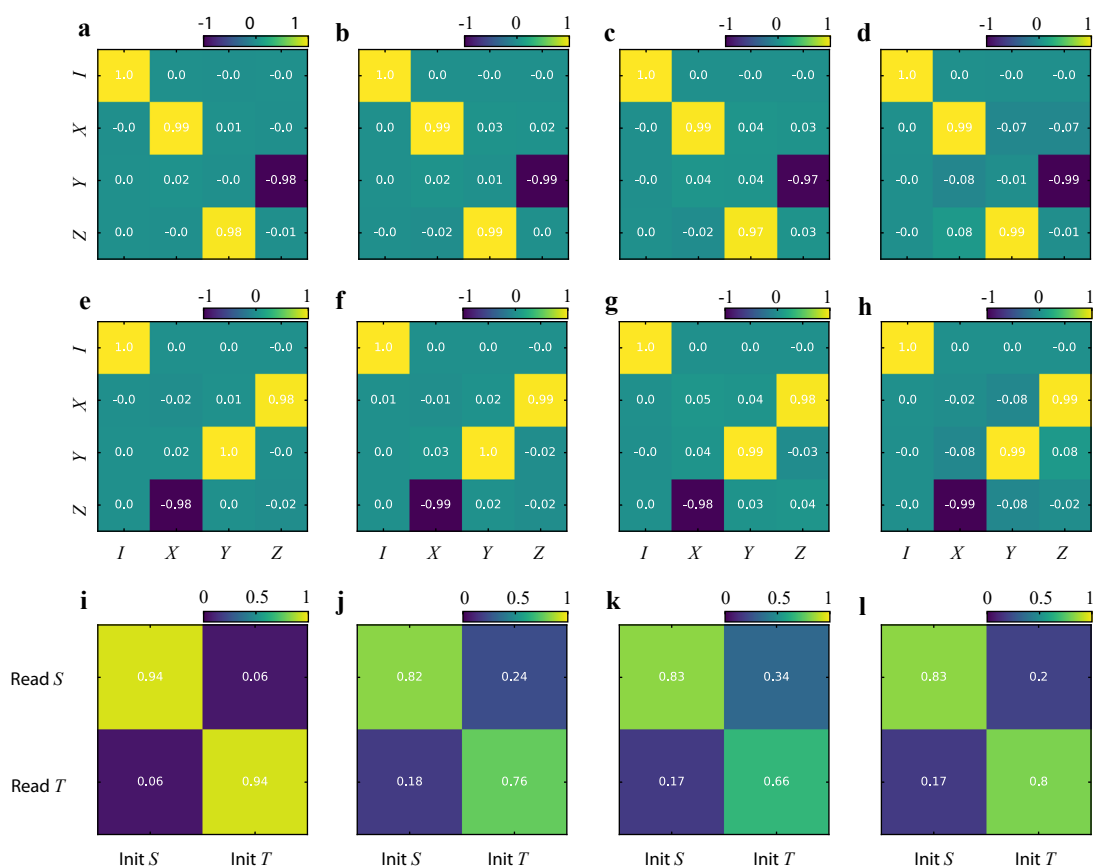 a -1 0 1 b -1 0 1 c -1 0 1 d -1 0 1
I 1.0 0.0 -0.0 -0.0 1.0 0.0 -0.0 -0.0 1.0 0.0 -0.0 -0.0 1.0 0.0 -0.0 -0.0
X -0.0 0.99 0.01 -0.0 0.0 0.99 0.03 0.02 0.0 0.99 0.04 0.03 0.0 0.99 -0.07 -0.07
Y 0.0 0.02 -0.0 -0.98 0.0 0.02 0.01 -0.99 -0.0 0.04 0.04 -0.97 -0.0 -0.08 -0.01 -0.99
Z 0.0 -0.0 0.98 -0.01 -0.0 -0.02 0.99 0.0 0.0 -0.02 0.97 0.03 -0.0 0.08 0.99 -0.01
e -1 0 1 f -1 0 1 g -1 0 1 h -1 0 1
I 1.0 0.0 0.0 -0.0 1.0 0.0 0.0 -0.0 1.0 0.0 0.0 -0.0 1.0 0.0 0.0 -0.0
X -0.0 -0.02 0.01 0.98 0.01 -0.01 0.02 0.99 0.0 0.05 0.04 0.98 0.0 -0.02 -0.08 0.99
Y 0.0 0.02 1.0 -0.0 0.0 0.03 1.0 -0.02 -0.0 0.04 0.99 -0.03 -0.0 -0.08 0.99 0.08
Z 0.0 -0.98 0.0 -0.02 0.0 -0.99 0.02 -0.02 0.0 -0.98 0.03 0.04 0.0 -0.99 -0.08 -0.02
I X Y Z I X Y Z I X Y Z I X Y Z
i 0 0.5 1 j 0 0.5 1 k 0 0.5 1 l 0 0.5 1
Read S 0.94 0.06 0.82 0.24 0.83 0.34 0.83 0.2
Read T 0.06 0.94 0.18 0.76 0.17 0.66 0.17 0.8
Init S Init T Init S Init T Init S Init T Init S Init T